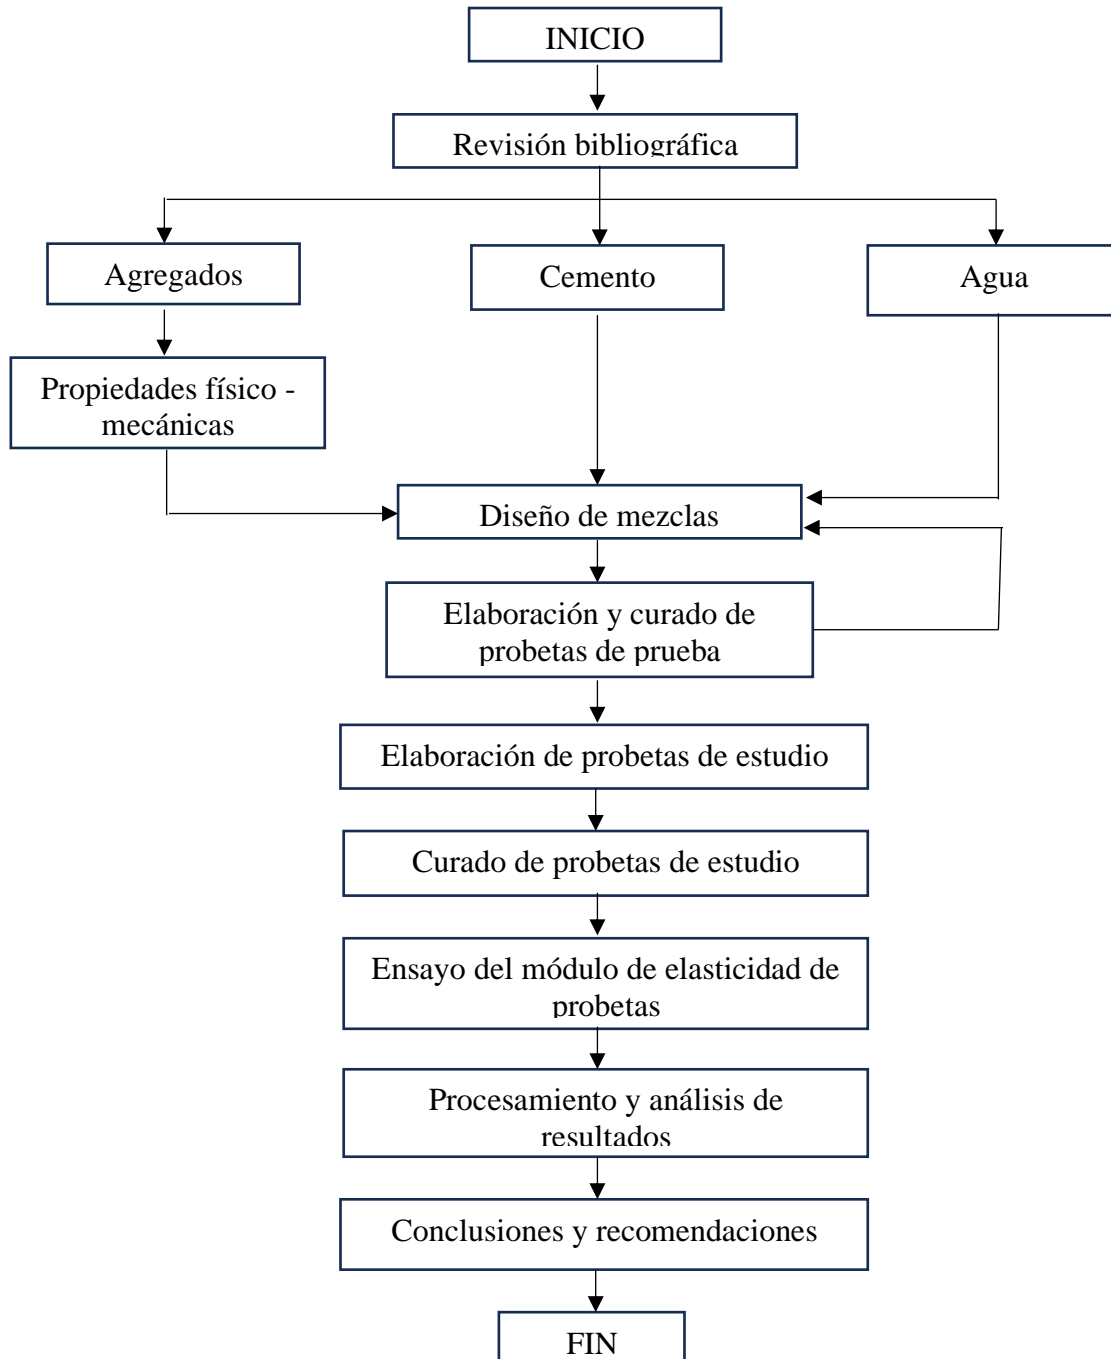 INICIO
Revisión bibliográfica
Agregados
Cemento
Agua
Propiedades físico -
mecánicas
Diseño de mezclas
Elaboración y curado de
probetas de prueba
Elaboración de probetas de estudio
Curado de probetas de estudio
Ensayo del módulo de elasticidad de
probetas
Procesamiento y análisis de
resultados
Conclusiones y recomendaciones
FIN